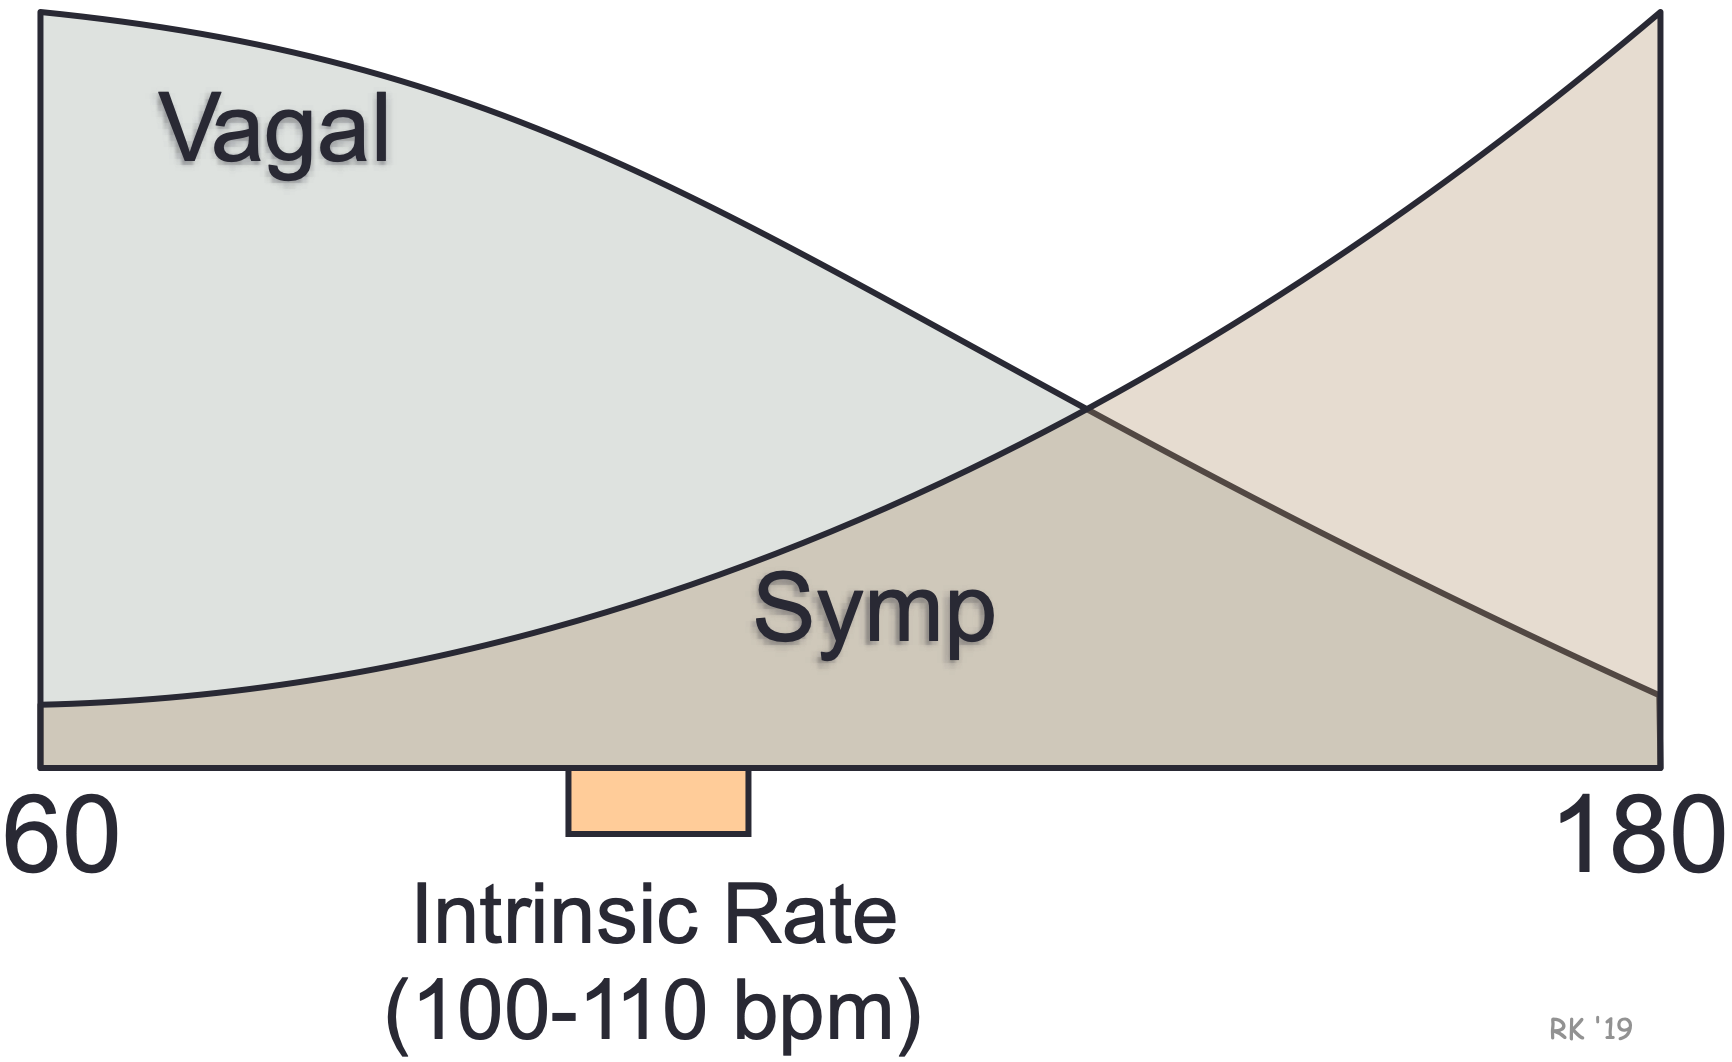 Vagal
Symp
60
180
Intrinsic Rate
(100-110 bpm)
RK '19